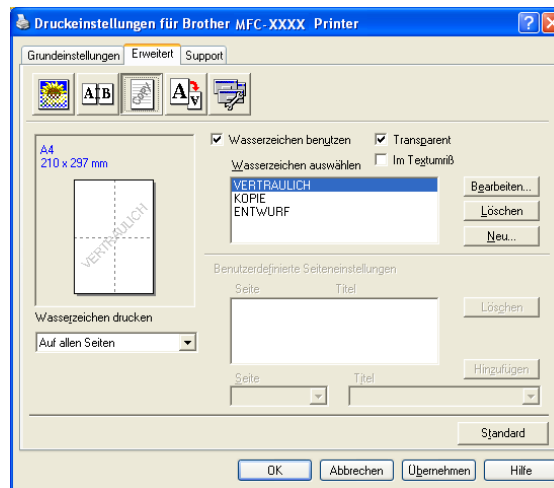 Druckeinstellungen für Brother MFC-XXXX Printer
Grundeinstellungen Erweitert Support
A B
Copy
A V
A4
210 x 297 mm
VERTRAULICH
Wasserzeichen drucken
Auf allen Seiten
Wasserzeichen benutzen Transparent
Wasserzeichen auswählen Im Textumriß
VERTRAULICH
KOPIE
ENTWURF
Bearbeiten...
Löschen
Neu...
Benutzerdefinierte Seiteneinstellungen
Seite Titel
Löschen
Hinzufügen
Seite Titel
Standard
OK Abbrechen Übernehmen Hilfe